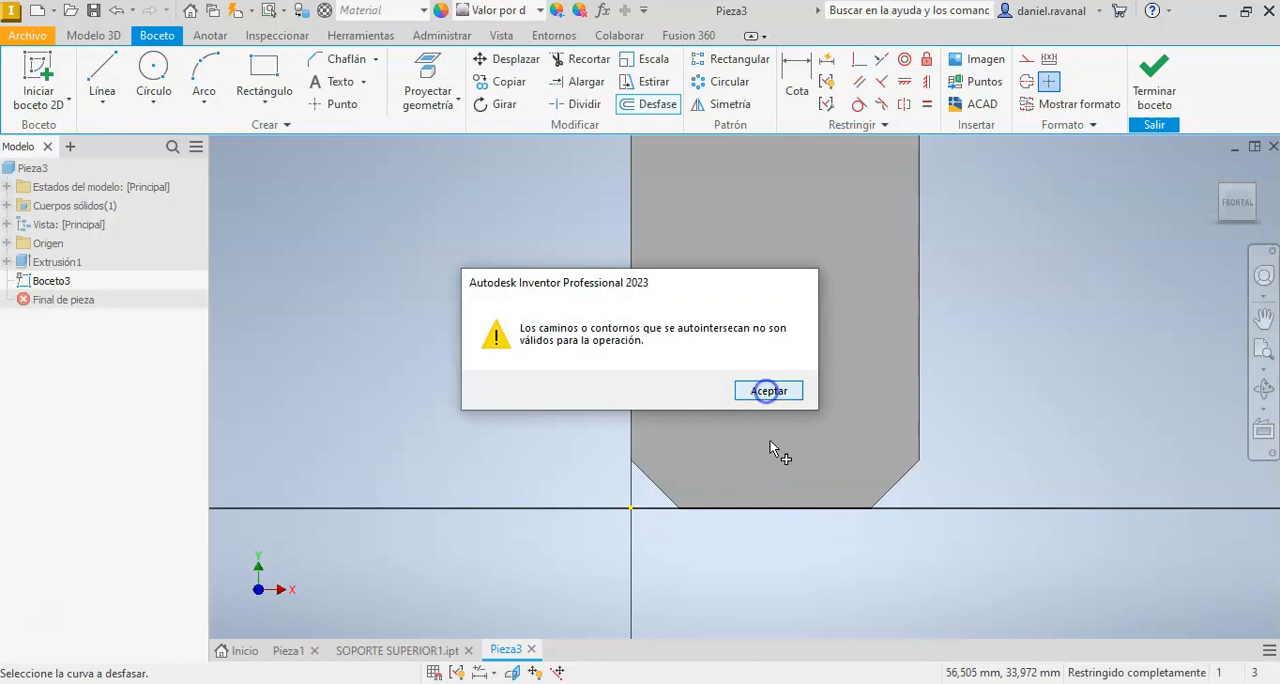 Material
Valor por d
fx
Pieza3
Buscar en la ayuda y los comanc
daniel.ravanal
Archivo Modelo 3D Boceto Anotar Inspeccionar Herramientas Administrar Vista Entornos Colaborar Fusion 360
Iniciar
boceto 2D
Línea
Círculo
Arco
Rectángulo
Chaflán
Texto
Punto
Proyectar
geometría
Desplazar
Copiar
Girar
Recortar
Alargar
Dividir
Escala
Estirar
Desfase
Rectangular
Circular
Simetría
Cota
Imagen
Puntos
ACAD
Mostrar formato
Terminar
boceto
Boceto
Crear
Modificar
Patrón
Restringir
Insertar
Formato
Salir
Modelo
Pieza3
Estados del modelo: [Principal]
Cuerpos sólidos(1)
Vista: [Principal]
Origen
Extrusión1
Boceto3
Final de pieza
FRONTAL
Autodesk Inventor Professional 2023
Los caminos o contornos que se autointersecan no son
válidos para la operación.
Aceptar
Y
X
Inicio
Pieza1
SOPORTE SUPERIOR1.ipt
Pieza3
Seleccione la curva a desfasar.
56,505 mm, 33,972 mm
Restringido completamente
1
3